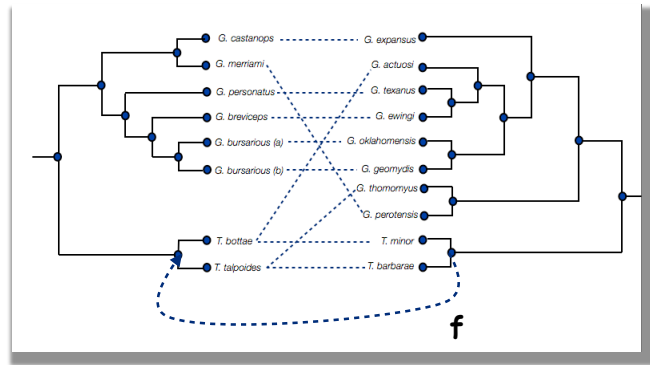 G. castanops
G. merriami
G. personatus
G. breviceps
G. bursarious (a)
G. bursarious (b)
T. bottae
T. talpoides
G. expansus
G. actuosi
G. texanus
G. ewingi
G. oklahomensis
G. geomydis
G. thomomyus
G. perotensis
T. minor
T. barbarae
f